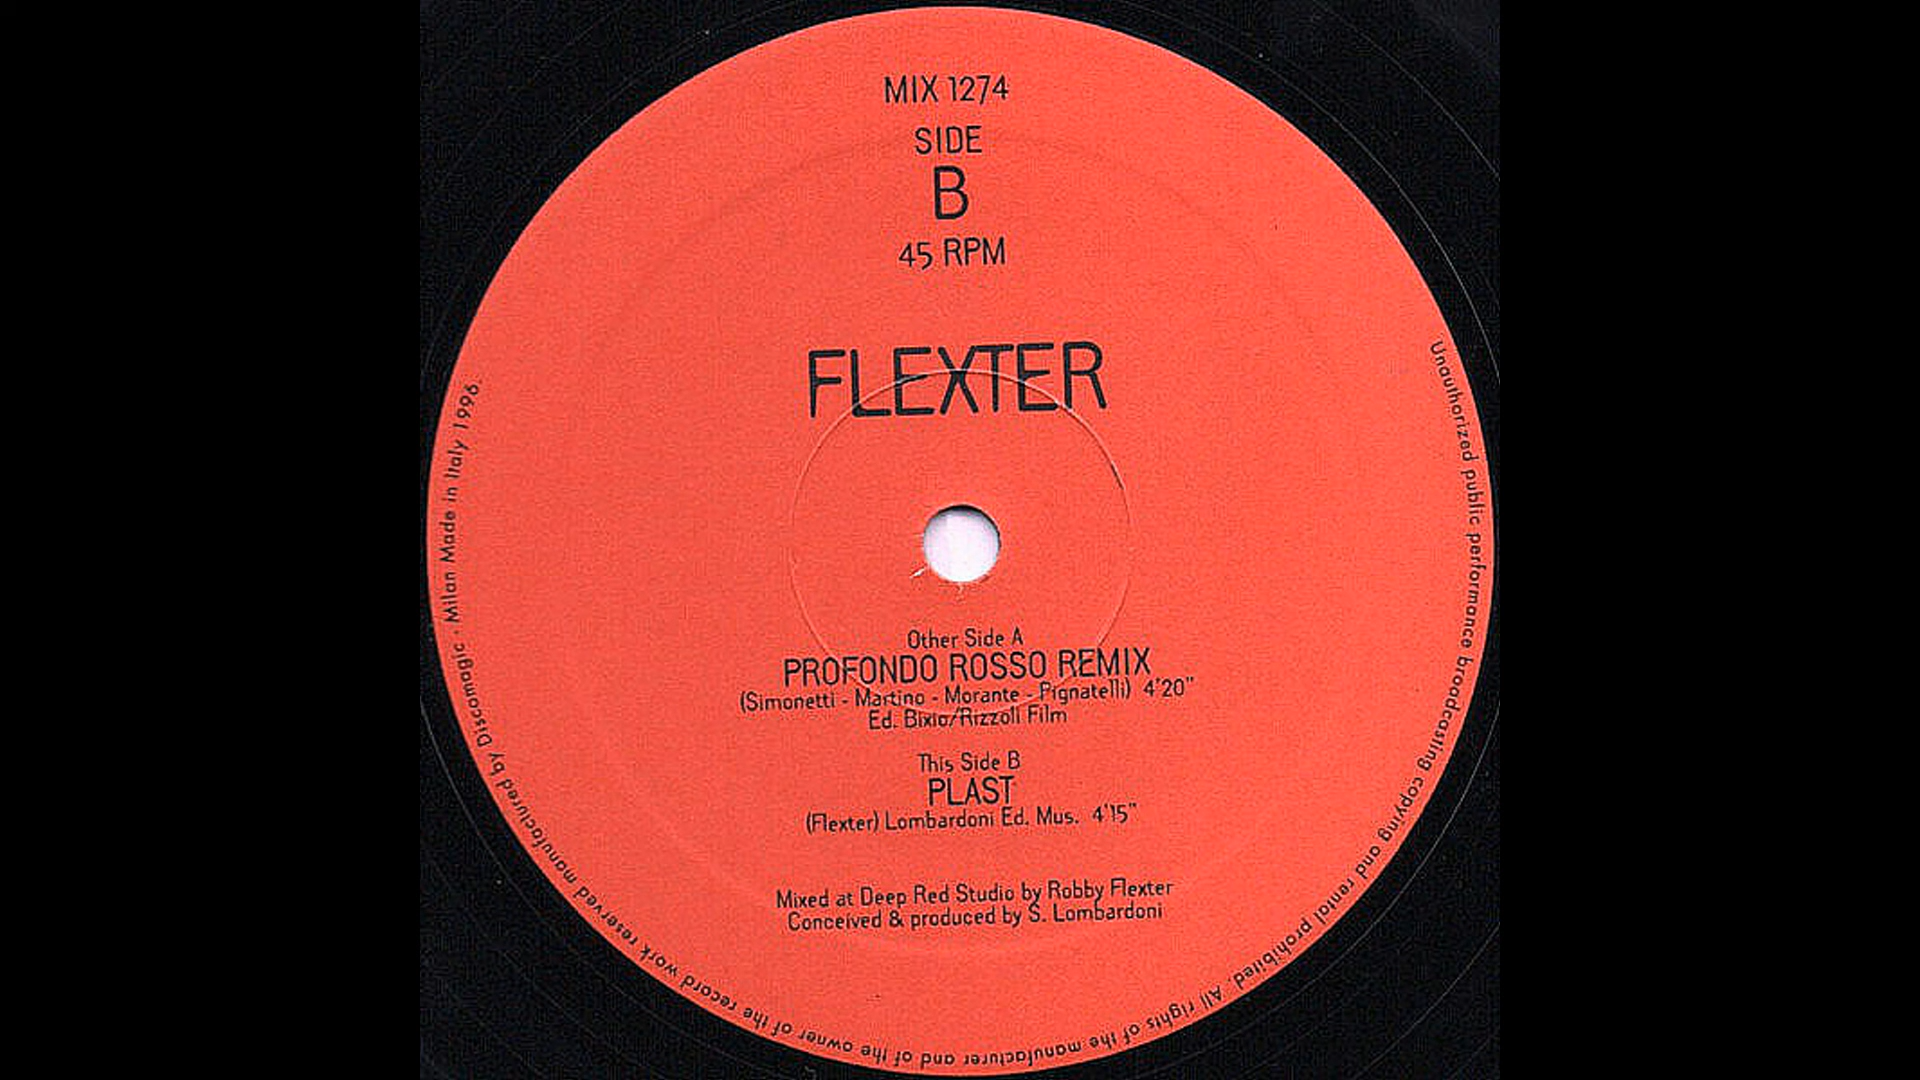 MIX 1274
SIDE
B
45 RPM
FLEXTER
Other Side A
PROFONDO ROSSO REMIX
(Simonetti - Martino - Morante - Pignatelli) 4'20"
Ed. Bixio/Rizzoli Film
This Side B
PLAST
(Flexter) Lombardoni Ed. Mus. 4'15"
Mixed at Deep Red Studio by Robby Flexter
Conceived & produced by S. Lombardoni
Unauthorized public performance broadcasting copying and rental prohibited. All rights of the manufacturer and of the owner of the record work reserved manufactured by Discomagic - Milan Made in Italy 1996.